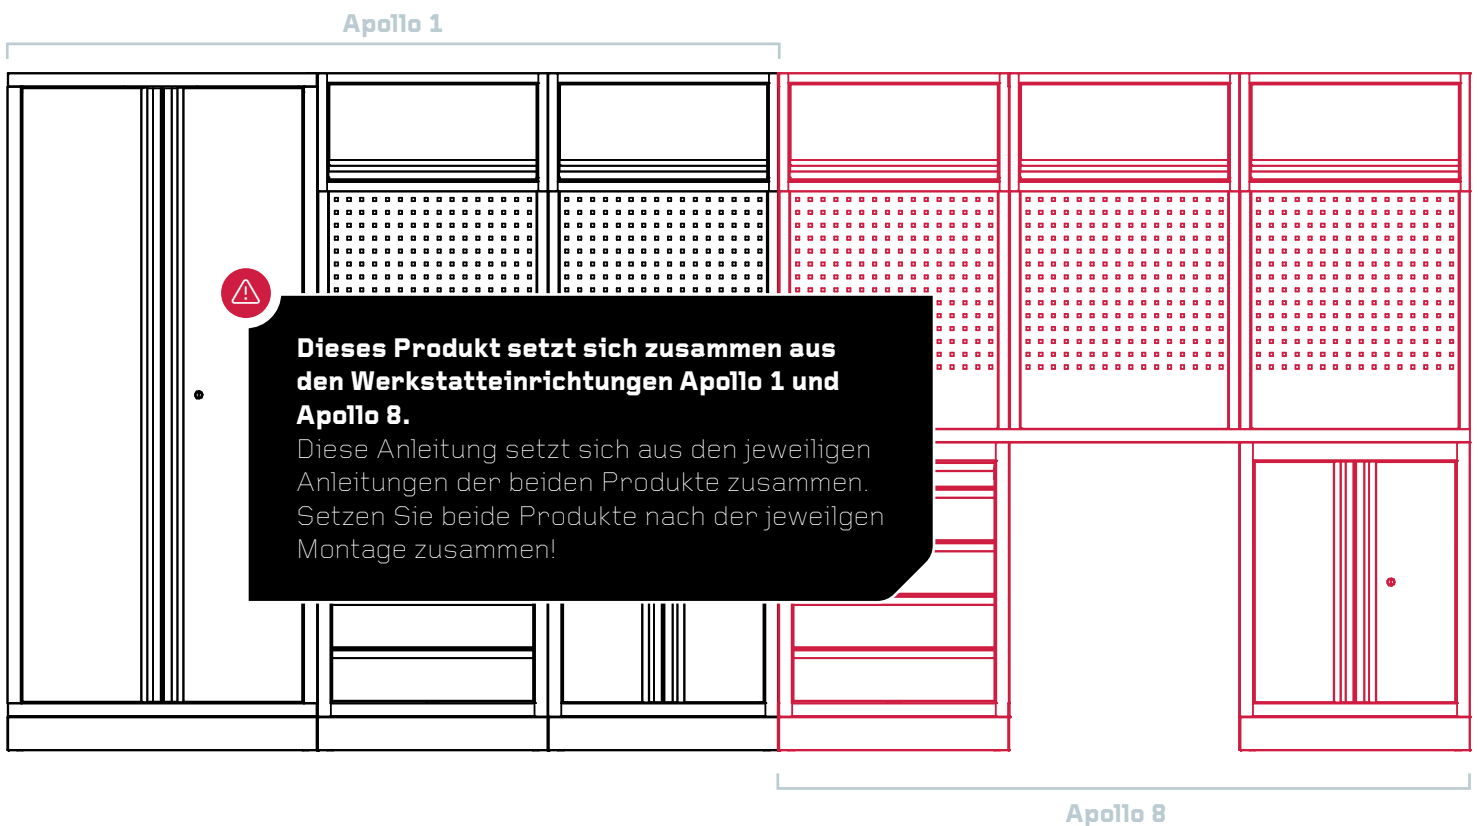 Apollo 1
Dieses Produkt setzt sich zusammen aus
den Werkstatteinrichtungen Apollo 1 und
Apollo 8.
Diese Anleitung setzt sich aus den jeweiligen
Anleitungen der beiden Produkte zusammen.
Setzen Sie beide Produkte nach der jeweilgen
Montage zusammen!
Apollo 8